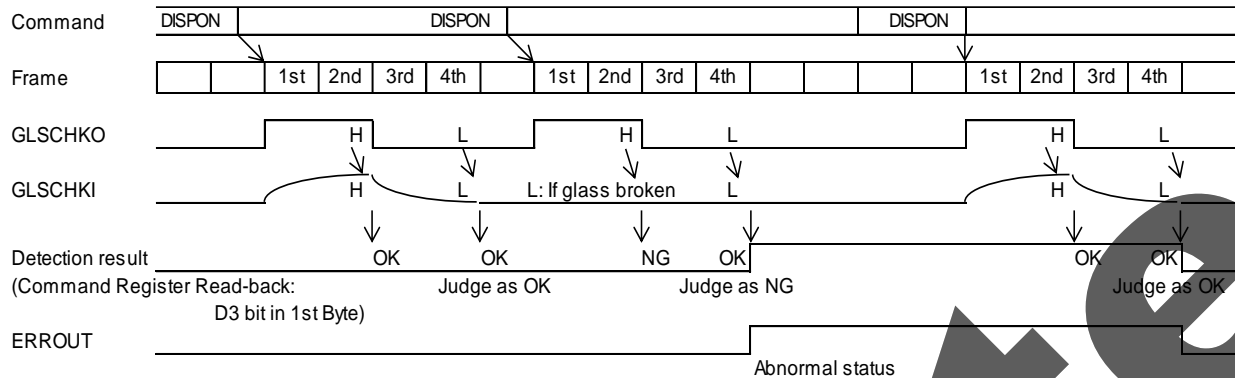 Command DISPON DISPON DISPON
Frame 1st 2nd 3rd 4th 1st 2nd 3rd 4th 1st 2nd 3rd 4th
GLSCHKO H L H L H L
GLSCHKI H L L: If glass broken L H L
Detection result OK OK NG OK OK OK
(Command Register Read-back: Judge as OK Judge as NG Judge as OK
D3 bit in 1st Byte)
ERROUT
Abnormal status